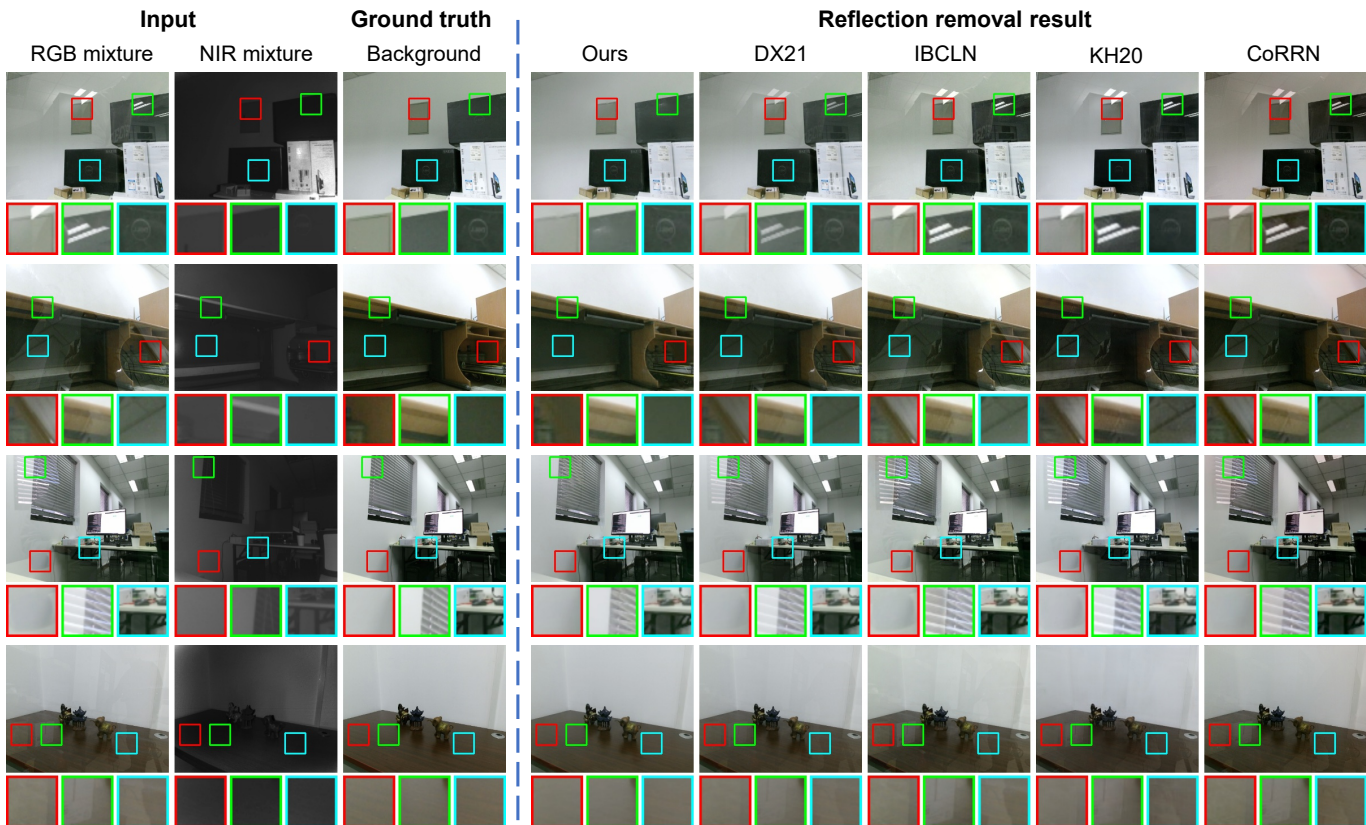 Input Ground truth Reflection removal result
RGB mixture NIR mixture Background Ours DX21 IBCLN KH20 CoRRN